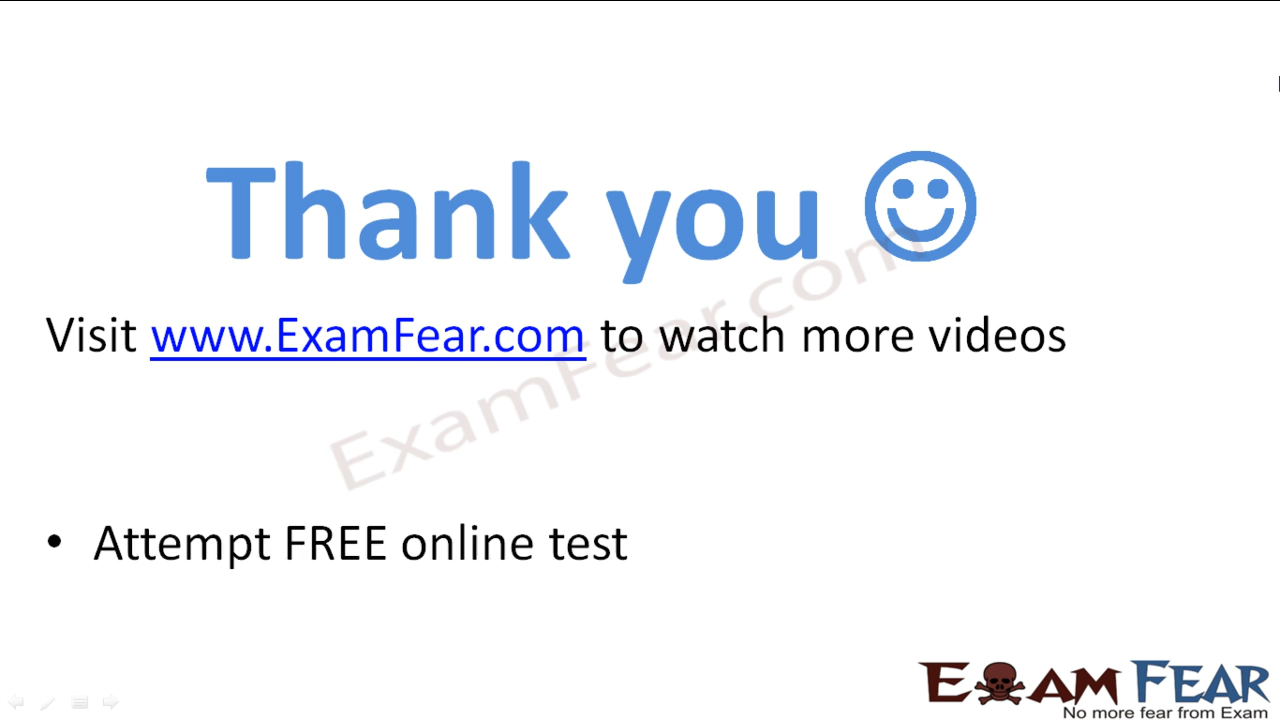 Thank you
Visit www.ExamFear.com to watch more videos
ExamFear.com
• Attempt FREE online test
EXAM FEAR
No more fear from Exam